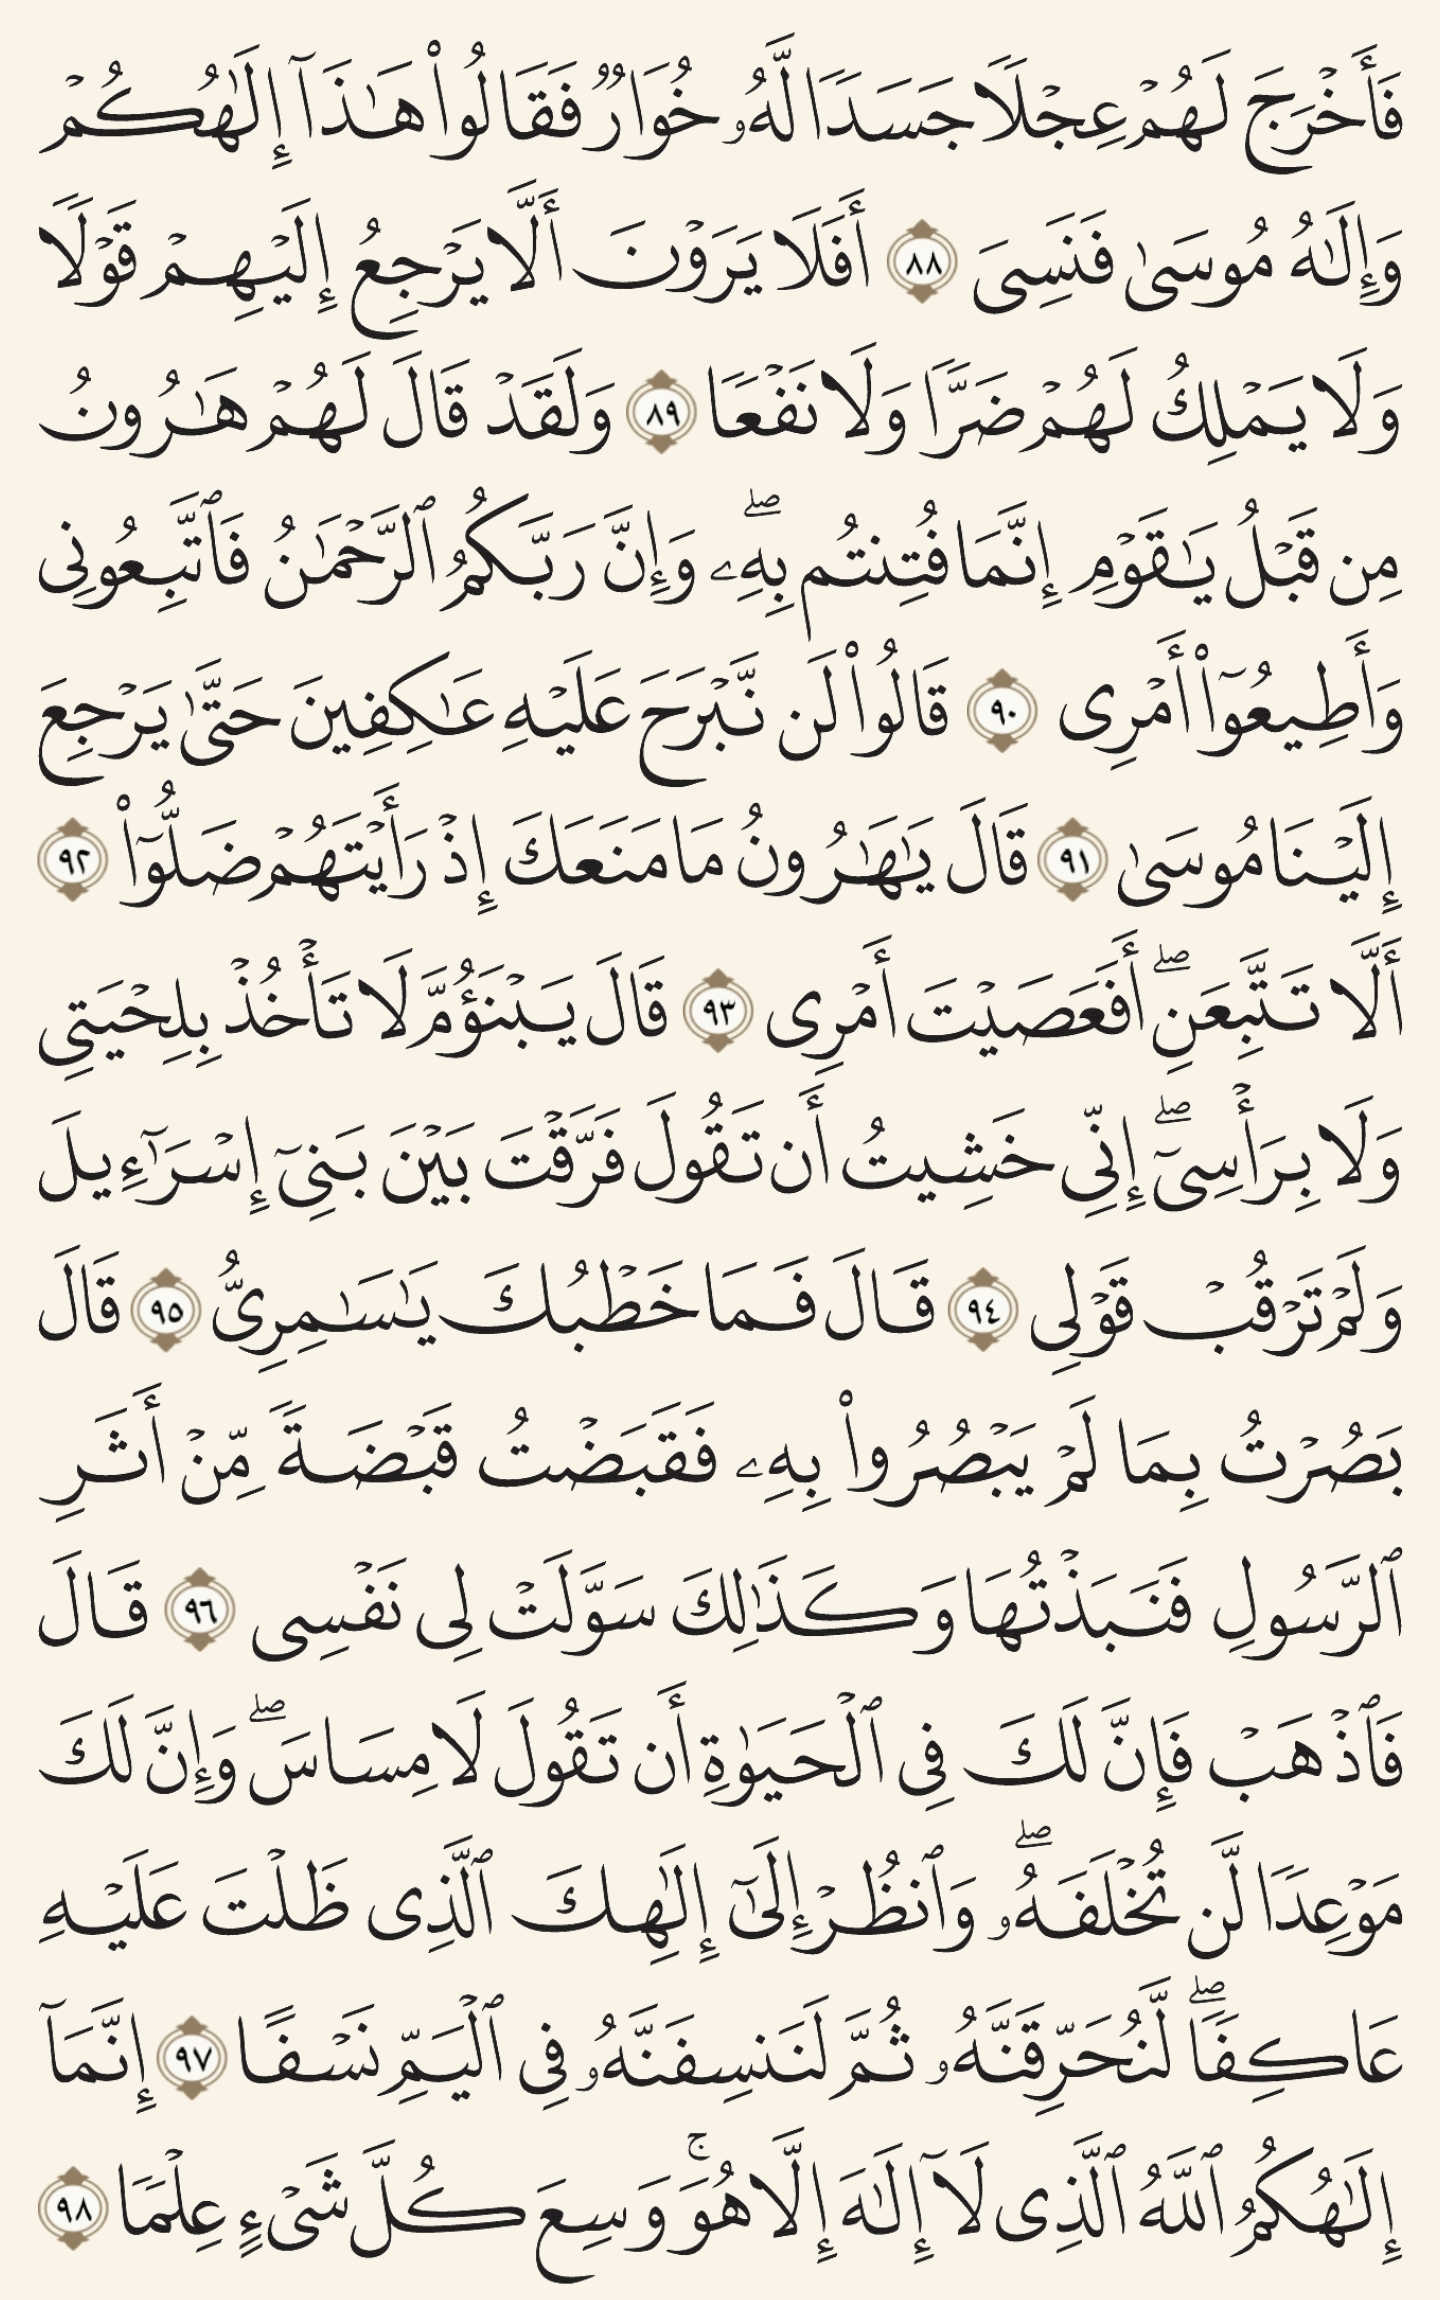 فَأَخْرَجَ لَهُمْ عِجْلًا جَسَدًا لَّهُۥ خُوَارٌ فَقَالُوا۟ هَـٰذَآ إِلَـٰهُكُمْ
وَإِلَـٰهُ مُوسَىٰ فَنَسِىَ ٨٨ أَفَلَا يَرَوْنَ أَلَّا يَرْجِعُ إِلَيْهِمْ قَوْلًا
وَلَا يَمْلِكُ لَهُمْ ضَرًّا وَلَا نَفْعًا ٨٩ وَلَقَدْ قَالَ لَهُمْ هَـٰرُونُ
مِن قَبْلُ يَـٰقَوْمِ إِنَّمَا فُتِنتُم بِهِۦ ۖ وَإِنَّ رَبَّكُمُ ٱلرَّحْمَـٰنُ فَٱتَّبِعُونِى
وَأَطِيعُوٓا۟ أَمْرِى ٩٠ قَالُوا۟ لَن نَّبْرَحَ عَلَيْهِ عَـٰكِفِينَ حَتَّىٰ يَرْجِعَ
إِلَيْنَا مُوسَىٰ ٩١ قَالَ يَـٰهَـٰرُونُ مَا مَنَعَكَ إِذْ رَأَيْتَهُمْ ضَلُّوٓا۟ ٩٢
أَلَّا تَتَّبِعَنِ ۖ أَفَعَصَيْتَ أَمْرِى ٩٣ قَالَ يَبْنَؤُمَّ لَا تَأْخُذْ بِلِحْيَتِى
وَلَا بِرَأْسِىٓ ۖ إِنِّى خَشِيتُ أَن تَقُولَ فَرَّقْتَ بَيْنَ بَنِىٓ إِسْرَٰٓءِيلَ
وَلَمْ تَرْقُبْ قَوْلِى ٩٤ قَالَ فَمَا خَطْبُكَ يَـٰسَـٰمِرِىُّ ٩٥ قَالَ
بَصُرْتُ بِمَا لَمْ يَبْصُرُوا۟ بِهِۦ فَقَبَضْتُ قَبْضَةً مِّنْ أَثَرِ
ٱلرَّسُولِ فَنَبَذْتُهَا وَكَذَٰلِكَ سَوَّلَتْ لِى نَفْسِى ٩٦ قَالَ
فَٱذْهَبْ فَإِنَّ لَكَ فِى ٱلْحَيَوٰةِ أَن تَقُولَ لَا مِسَاسَ ۖ وَإِنَّ لَكَ
مَوْعِدًا لَّن تُخْلَفَهُۥ ۖ وَٱنظُرْ إِلَىٰٓ إِلَـٰهِكَ ٱلَّذِى ظَلْتَ عَلَيْهِ
عَاكِفًا ۖ لَّنُحَرِّقَنَّهُۥ ثُمَّ لَنَنسِفَنَّهُۥ فِى ٱلْيَمِّ نَسْفًا ٩٧ إِنَّمَآ
إِلَـٰهُكُمُ ٱللَّهُ ٱلَّذِى لَآ إِلَـٰهَ إِلَّا هُوَ ۚ وَسِعَ كُلَّ شَىْءٍ عِلْمًا ٩٨